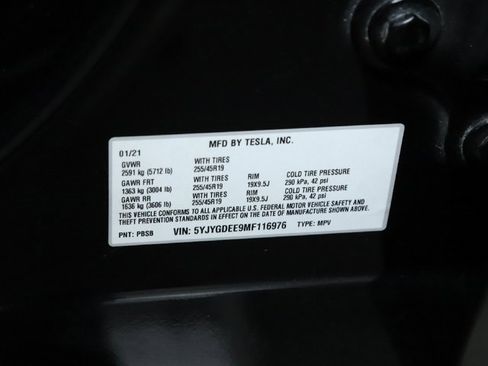 MFD BY TESLA, INC.
01/21
GVWR WITH TIRES
2591 kg (5712 lb) 255/45R19
GAWR FRT WITH TIRES RIM COLD TIRE PRESSURE
1363 kg (3004 lb) 255/45R19 19X9.5J 290 kPa, 42 psi
GAWR RR WITH TIRES RIM COLD TIRE PRESSURE
1636 kg (3606 lb) 255/45R19 19X9.5J 290 kPa, 42 psi
THIS VEHICLE CONFORMS TO ALL APPLICABLE U.S. FEDERAL MOTOR VEHICLE SAFETY AND
THEFT PREVENTION STANDARDS IN EFFECT ON THE DATE OF MANUFACTURE SHOWN ABOVE.
PNT: PBSB VIN: 5YJYGDEE9MF116976 TYPE: MPV